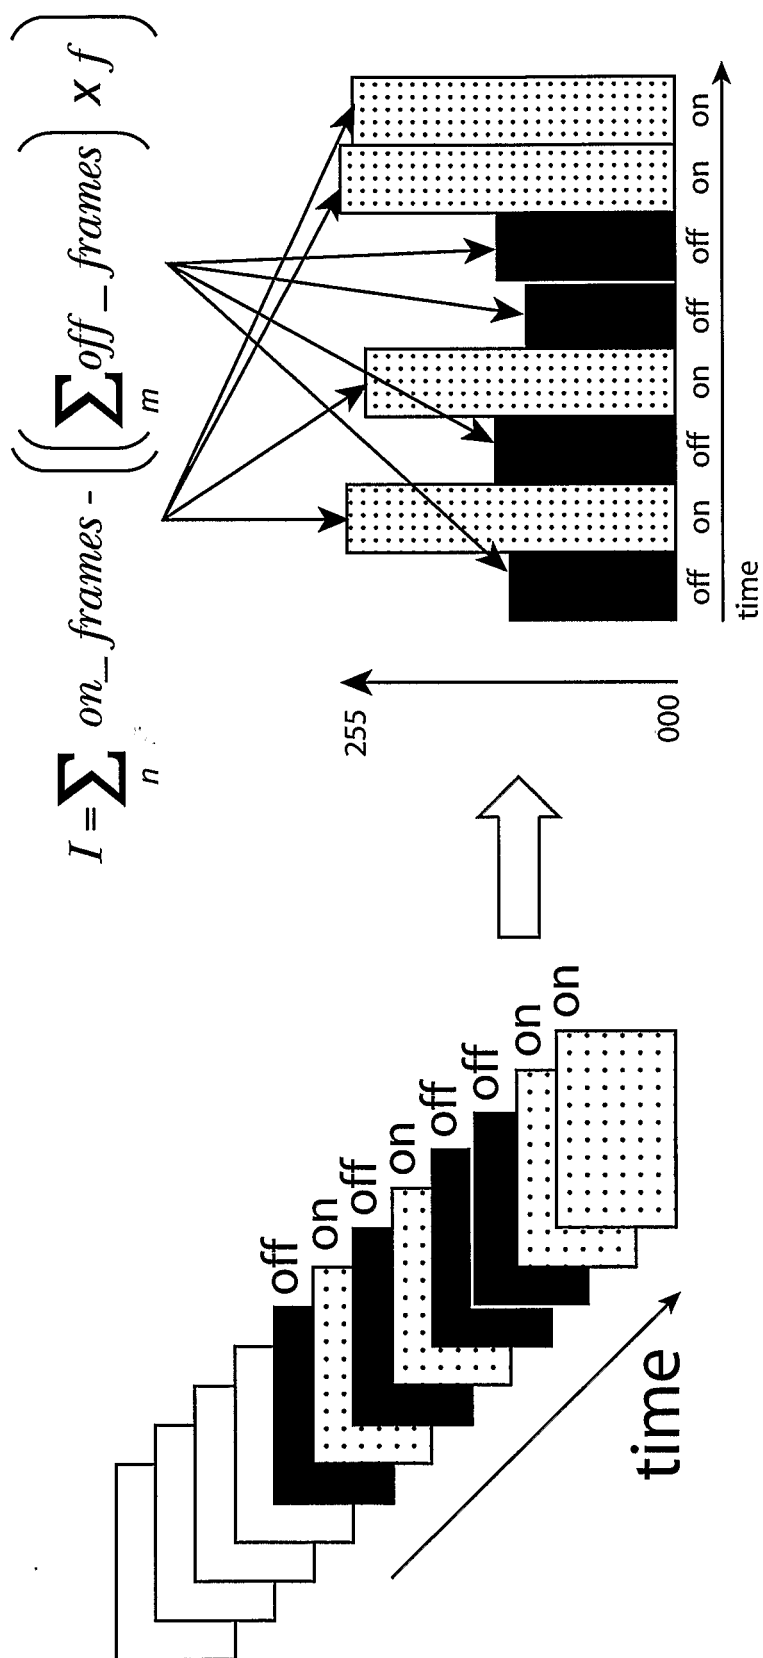 off
on
off
on
off
off
on
on
time
I = Σ n on_frames - ((Σ m off_frames) x f)
255
000
off
on
off
on
off
off
on
on
time